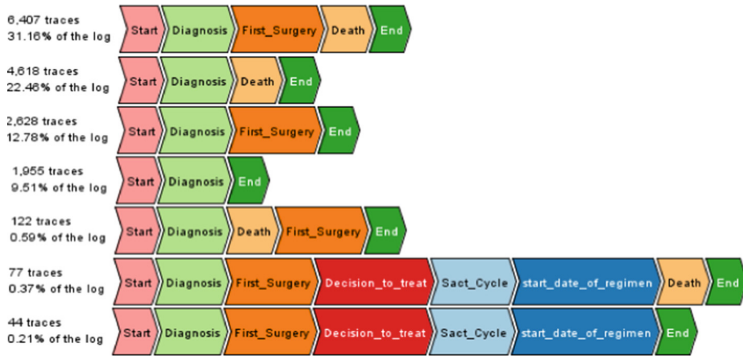 6,407 traces
31.16% of the log
Start Diagnosis First_Surgery Death End
4,618 traces
22.46% of the log
Start Diagnosis Death End
2,628 traces
12.78% of the log
Start Diagnosis First_Surgery End
1,955 traces
9.51% of the log
Start Diagnosis End
122 traces
0.59% of the log
Start Diagnosis Death First_Surgery End
77 traces
0.37% of the log
Start Diagnosis First_Surgery Decision_to_treat Sact_Cycle start_date_of_regimen Death End
44 traces
0.21% of the log
Start Diagnosis First_Surgery Decision_to_treat Sact_Cycle start_date_of_regimen End